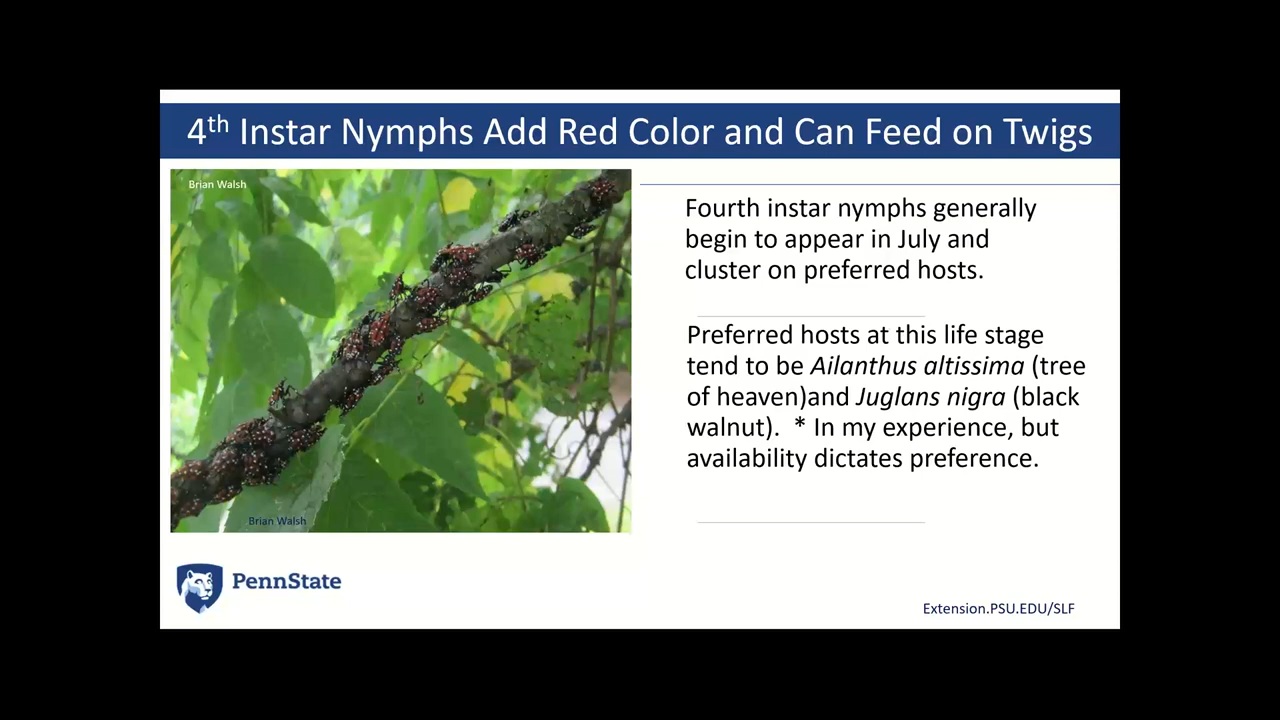 4th Instar Nymphs Add Red Color and Can Feed on Twigs
Brian Walsh
Fourth instar nymphs generally
begin to appear in July and
cluster on preferred hosts.
Preferred hosts at this life stage
tend to be Ailanthus altissima (tree
of heaven)and Juglans nigra (black
walnut).  * In my experience, but
availability dictates preference.
Brian Walsh
PennState
Extension.PSU.EDU/SLF